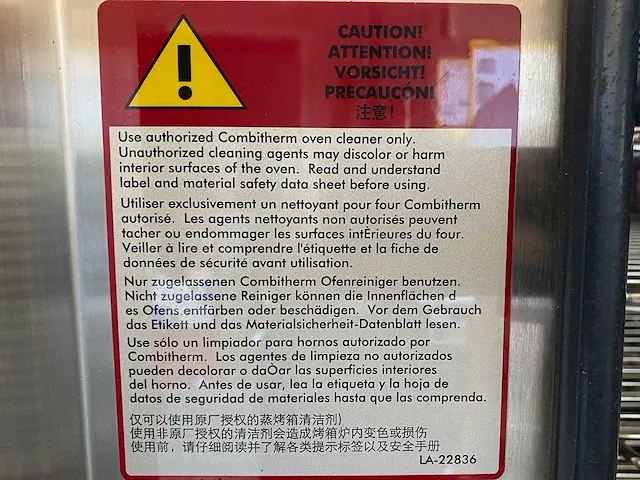 CAUTION!
ATTENTION!
VORSICHT!
PRECAUCÓN!
注意!
Use authorized Combitherm oven cleaner only.
Unauthorized cleaning agents may discolor or harm
interior surfaces of the oven. Read and understand
label and material safety data sheet before using.
Utiliser exclusivement un nettoyant pour four Combitherm
autorisé. Les agents nettoyants non autorisés peuvent
tacher ou endommager les surfaces intÈrieures du four.
Veiller à lire et comprendre l'étiquette et la fiche de
données de sécurité avant utilisation.
Nur zugelassenen Combitherm Ofenreiniger benutzen.
Nicht zugelassene Reiniger können die Innenflächen d
es Ofens entfärben oder beschädigen. Vor dem Gebrauch
das Etikett und das Materialsicherheit-Datenblatt lesen.
Use sólo un limpiador para hornos autorizado por
Combitherm. Los agentes de limpieza no autorizados
pueden decolorar o daÒar las superficies interiores
del horno. Antes de usar, lea la etiqueta y la hoja de
datos de seguridad de materiales hasta que las comprenda.
仅可以使用原厂授权的蒸烤箱清洁剂)
使用非原厂授权的清洁剂会造成烤箱炉内变色或损伤
使用前，请仔细阅读并了解各类提示标签以及安全手册
LA-22836